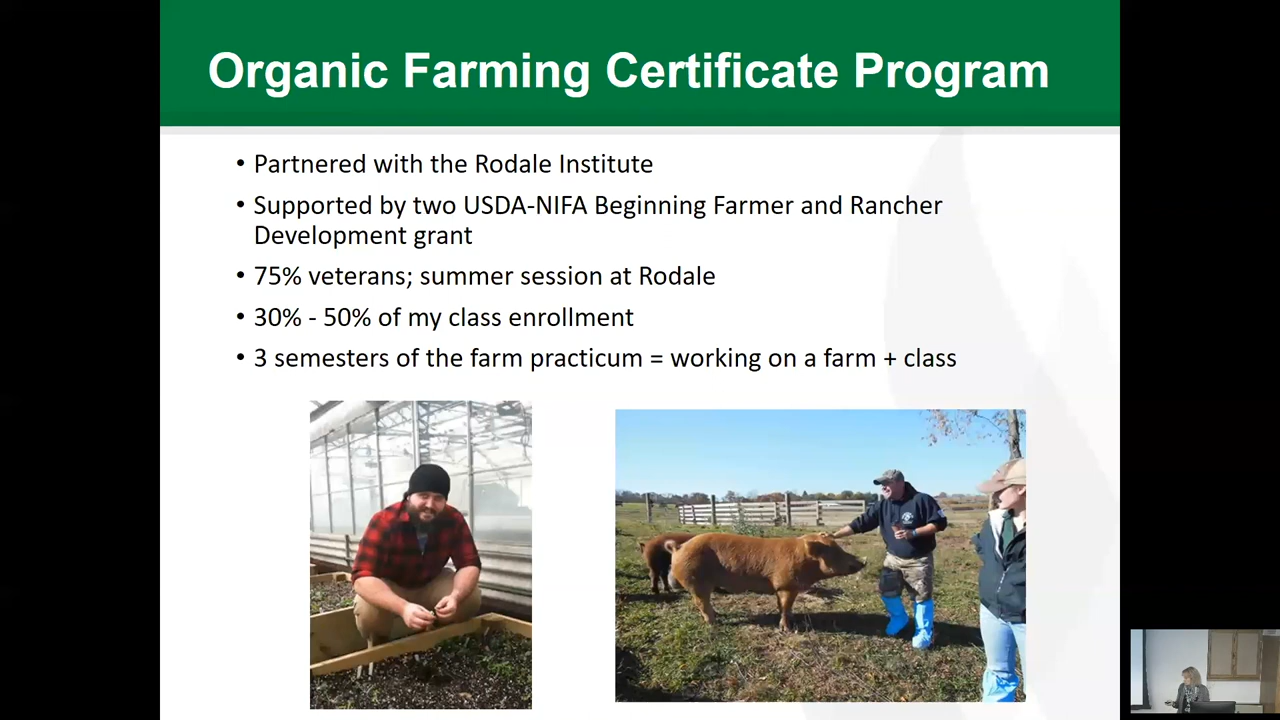 Organic Farming Certificate Program
• Partnered with the Rodale Institute
• Supported by two USDA-NIFA Beginning Farmer and Rancher
Development grant
• 75% veterans; summer session at Rodale
• 30% - 50% of my class enrollment
• 3 semesters of the farm practicum = working on a farm + class